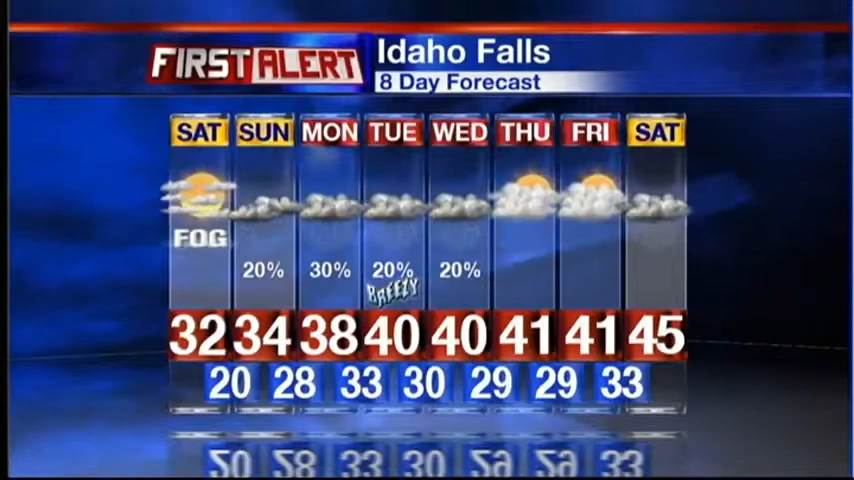 FIRST ALERT
Idaho Falls
8 Day Forecast
SAT SUN MON TUE WED THU FRI SAT
FOG
20% 30% 20% 20%
BREEZY
32 34 38 40 40 41 41 45
20 28 33 30 29 29 33